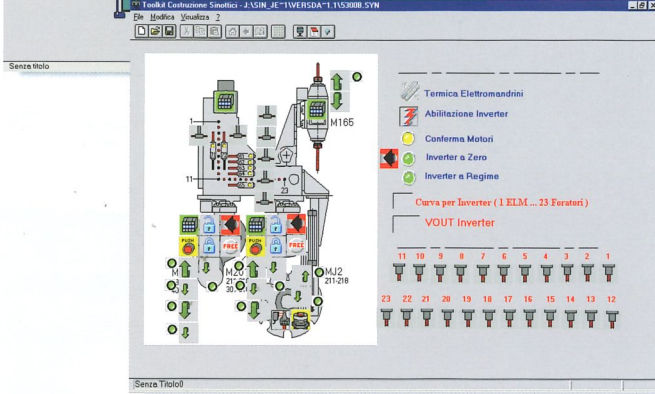 Toolkit Costruzione Sinottici - J:\SIN_JE~1\VERSDA~1.1\5300B.SYN
File Modifica Visualizza ?
Senza titolo
M165
1
11
23
Termica Elettromandrini
Abilitazione Inverter
Conferma Motori
Inverter a Zero
Inverter a Regime
Curva per Inverter ( 1 ELM ... 23 Foratori )
VOUT Inverter
PUSH
FREE
PUSH
FREE
MJ2
211-218
11 10 9 8 7 6 5 4 3 2 1
23 22 21 20 19 18 17 16 15 14 13 12
Senza Titolo0